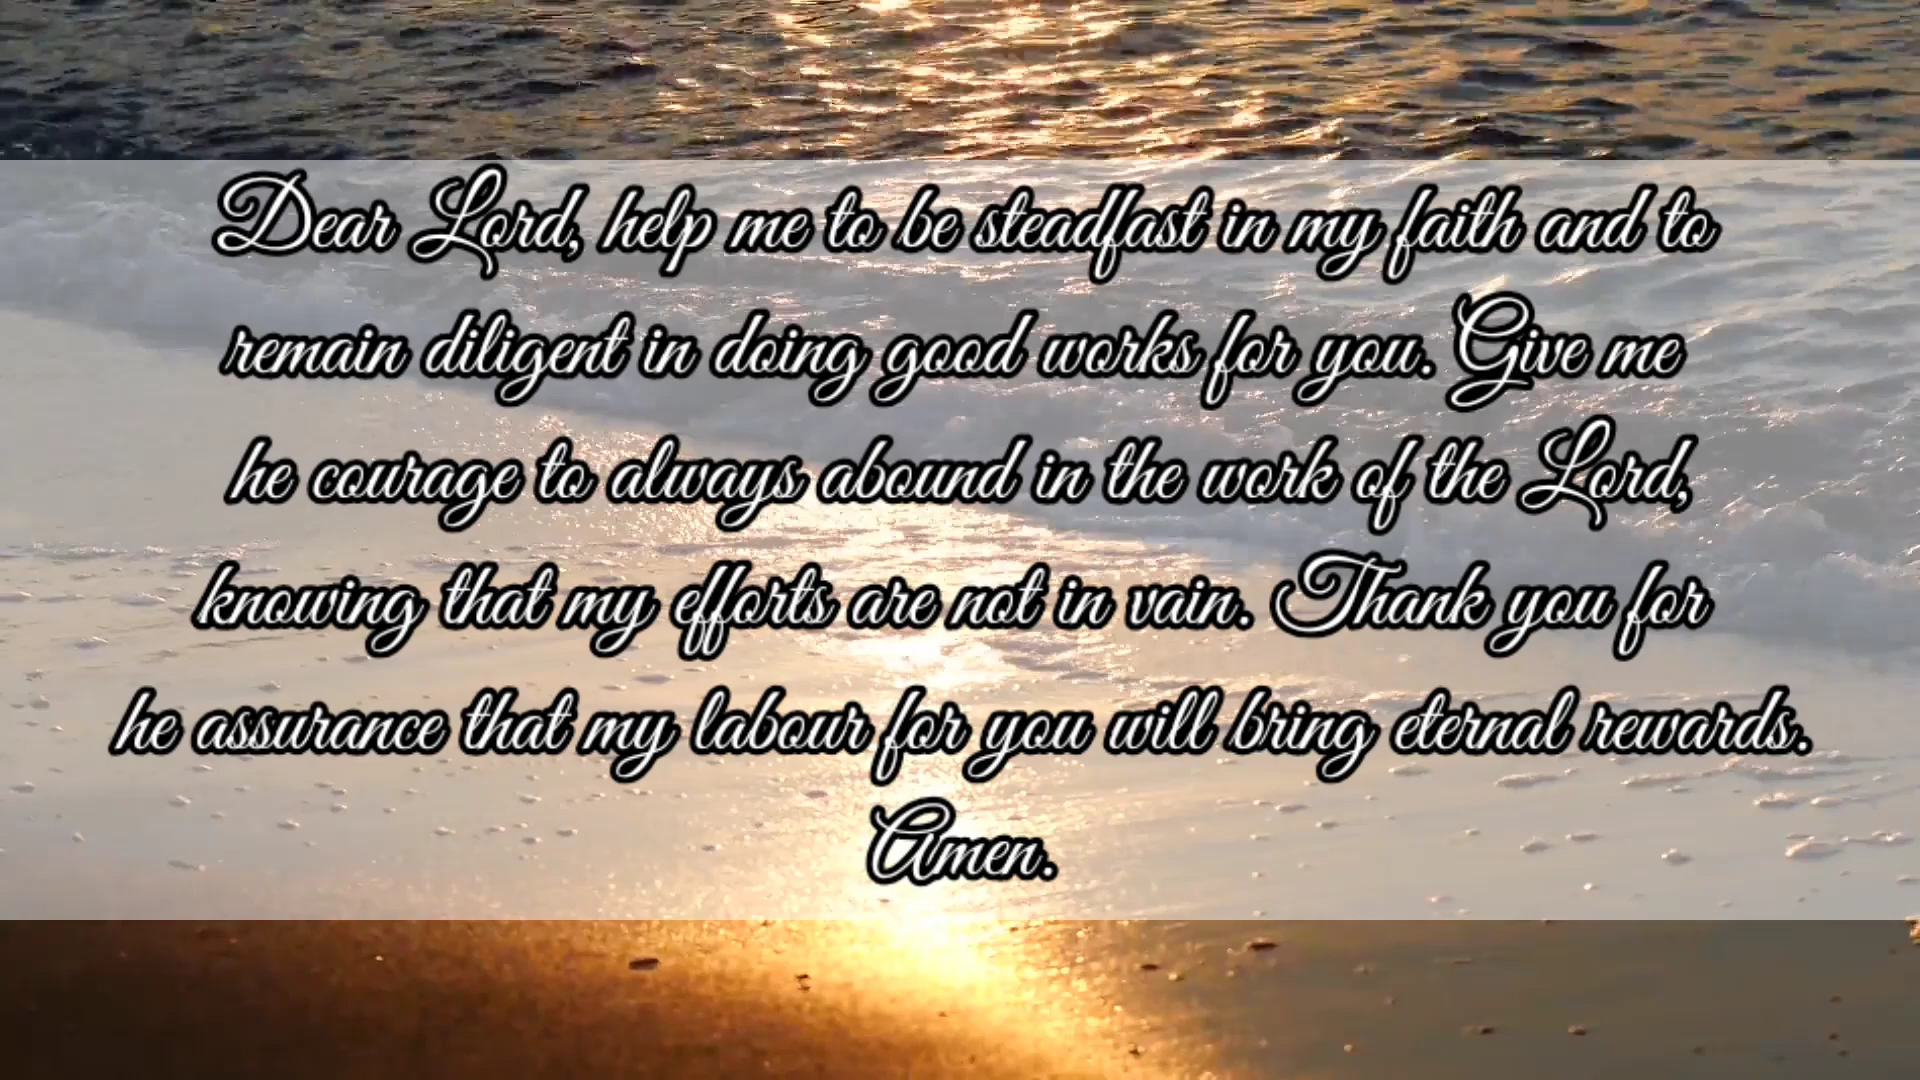 Dear Lord, help me to be steadfast in my faith and to
remain diligent in doing good works for you. Give me
he courage to always abound in the work of the Lord,
knowing that my efforts are not in vain. Thank you for
he assurance that my labour for you will bring eternal rewards.
Amen.